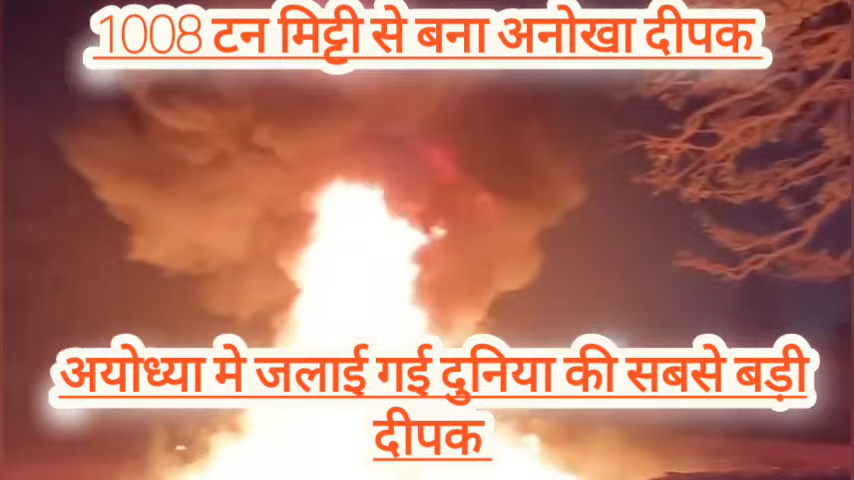 1008 टन मिट्टी से बना अनोखा दीपक
अयोध्या मे जलाई गई दुनिया की सबसे बड़ी
दीपक